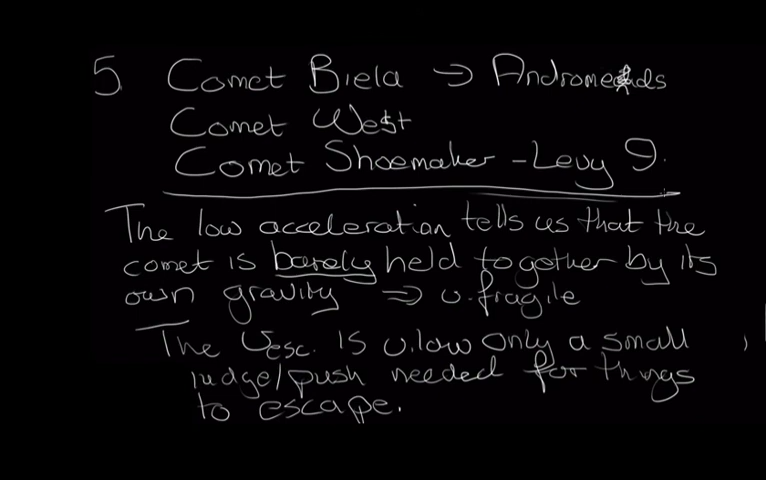 5 Comet Biela → Andromedids
Comet West
Comet Shoemaker-Levy 9.
The low acceleration tells us that the
comet is barely held together by its
own gravity ⇒ v.fragile
The Vesc. is v.low only a small
nudge/push needed for things
to escape.